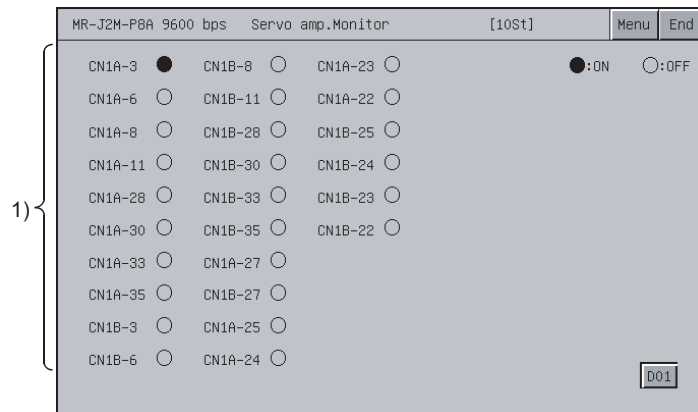 MR-J2M-P8A 9600 bps Servo amp.Monitor [10St] Menu End
CN1A-3 CN1B-8 CN1A-23 :ON :OFF
CN1A-6 CN1B-11 CN1A-22
CN1A-8 CN1B-28 CN1B-25
CN1A-11 CN1B-30 CN1B-24
1) CN1A-28 CN1B-33 CN1B-23
CN1A-30 CN1B-35 CN1B-22
CN1A-33 CN1A-27
CN1A-35 CN1B-27
CN1B-3 CN1A-25
CN1B-6 CN1A-24
DO1